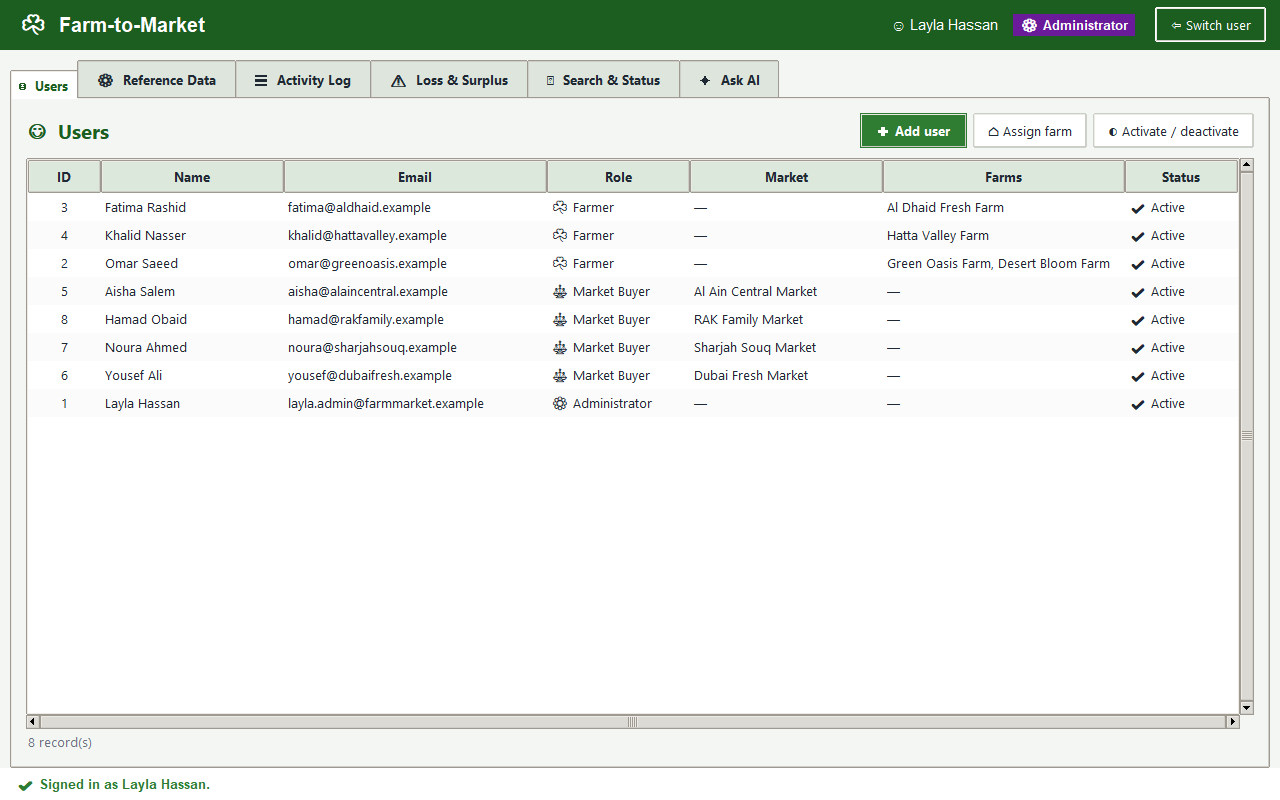 Farm-to-Market
Layla Hassan
Administrator
Switch user
Users
Reference Data
Activity Log
Loss & Surplus
Search & Status
Ask AI
Users
Add user
Assign farm
Activate / deactivate
ID Name Email Role Market Farms Status
3 Fatima Rashid fatima@aldhaid.example Farmer — Al Dhaid Fresh Farm Active
4 Khalid Nasser khalid@hattavalley.example Farmer — Hatta Valley Farm Active
2 Omar Saeed omar@greenoasis.example Farmer — Green Oasis Farm, Desert Bloom Farm Active
5 Aisha Salem aisha@alaincentral.example Market Buyer Al Ain Central Market — Active
8 Hamad Obaid hamad@rakfamily.example Market Buyer RAK Family Market — Active
7 Noura Ahmed noura@sharjahsouq.example Market Buyer Sharjah Souq Market — Active
6 Yousef Ali yousef@dubaifresh.example Market Buyer Dubai Fresh Market — Active
1 Layla Hassan layla.admin@farmmarket.example Administrator — — Active
8 record(s)
Signed in as Layla Hassan.